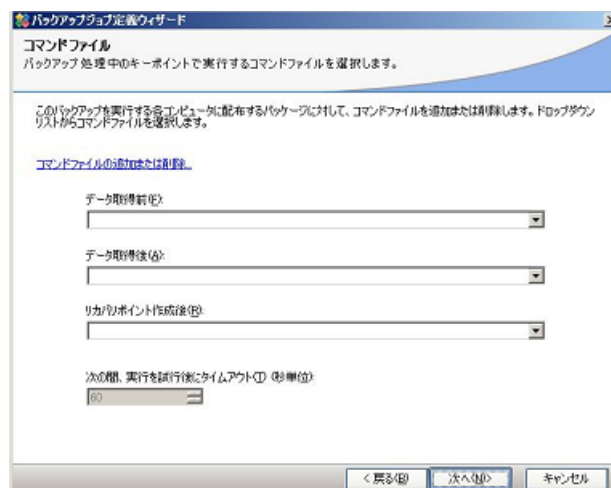 バックアップジョブ定義ウィザード
コマンドファイル
バックアップ処理中のキーポイントで実行するコマンドファイルを選択します。
このバックアップを実行する各コンピュータに配布するパッケージに対して、コマンドファイルを追加または削除します。ドロップダウン
リストからコマンドファイルを選択します。
コマンドファイルの追加または削除...
データ取得前(E):
データ取得後(A):
リカバリポイント作成後(R):
次の間、実行を試行後にタイムアウト(T) (秒単位):
60
< 戻る(B)
次へ(N)>
キャンセル